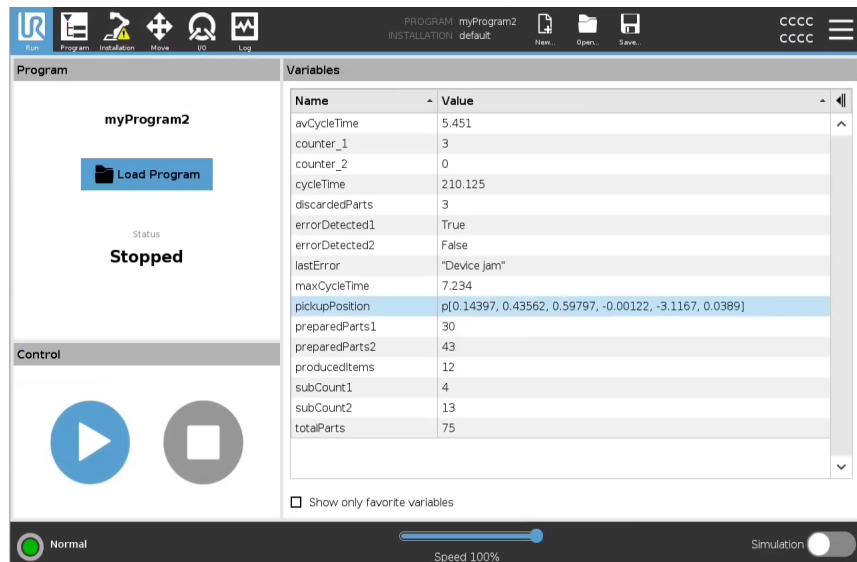 PROGRAM myProgram2
INSTALLATION default
CCCC
CCCC
UR
Run Program Installation Move I/O Log New... Open... Save...
Program
myProgram2
Load Program
Status
Stopped
Control
Variables
Name Value
avCycleTime 5.451
counter_1 3
counter_2 0
cycleTime 210.125
discardedParts 3
errorDetected1 True
errorDetected2 False
lastError "Device jam"
maxCycleTime 7.234
pickupPosition p[0.14397, 0.43562, 0.59797, -0.00122, -3.1167, 0.0389]
preparedParts1 30
preparedParts2 43
producedItems 12
subCount1 4
subCount2 13
totalParts 75
Show only favorite variables
Normal
Speed 100%
Simulation